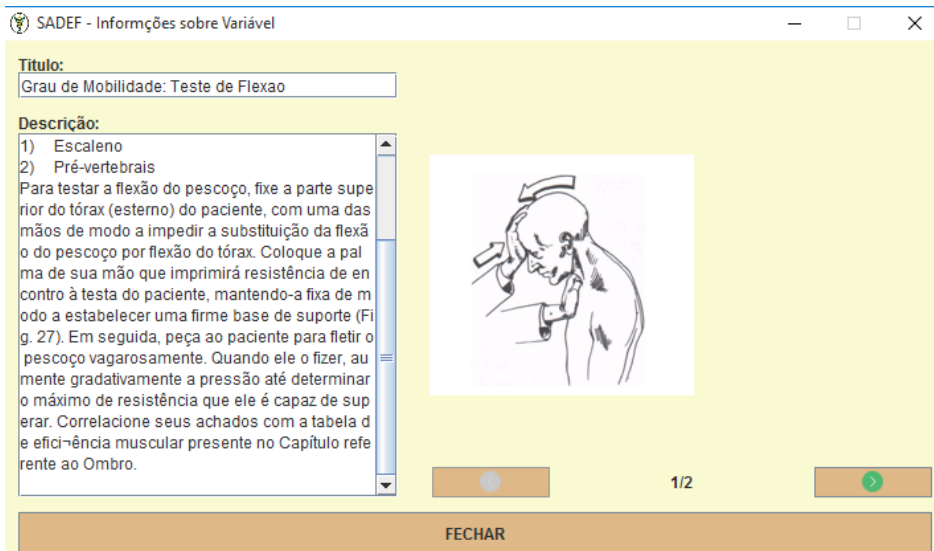 SADEF - Informções sobre Variável
Titulo:
Grau de Mobilidade: Teste de Flexao
Descrição:
1) Escaleno
2) Pré-vertebrais
Para testar a flexão do pescoço, fixe a parte supe
rior do tórax (esterno) do paciente, com uma das
mãos de modo a impedir a substituição da flexã
o do pescoço por flexão do tórax. Coloque a pal
ma de sua mão que imprimirá resistência de en
contro à testa do paciente, mantendo-a fixa de m
odo a estabelecer uma firme base de suporte (Fi
g. 27). Em seguida, peça ao paciente para fletir o
pescoço vagarosamente. Quando ele o fizer, au
mente gradativamente a pressão até determinar
o máximo de resistência que ele é capaz de sup
erar. Correlacione seus achados com a tabela d
e efici¬ência muscular presente no Capítulo refe
rente ao Ombro.
1/2
FECHAR